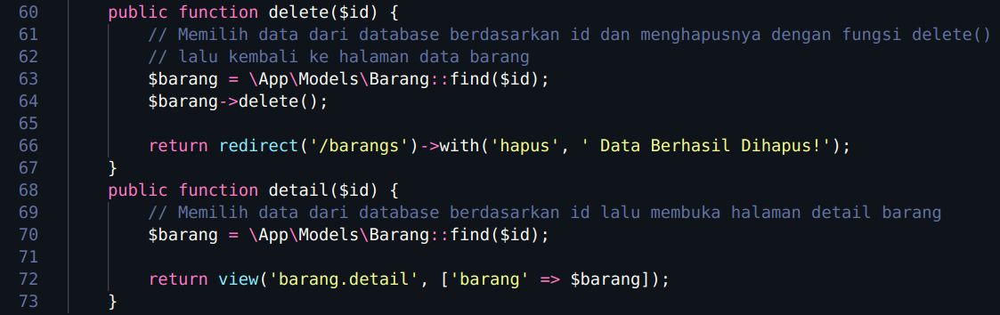 60 public function delete($id) {
61 // Memilih data dari database berdasarkan id dan menghapusnya dengan fungsi delete()
62 // lalu kembali ke halaman data barang
63 $barang = \App\Models\Barang::find($id);
64 $barang->delete();
65
66 return redirect('/barangs')->with('hapus', ' Data Berhasil Dihapus!');
67 }
68 public function detail($id) {
69 // Memilih data dari database berdasarkan id lalu membuka halaman detail barang
70 $barang = \App\Models\Barang::find($id);
71
72 return view('barang.detail', ['barang' => $barang]);
73 }